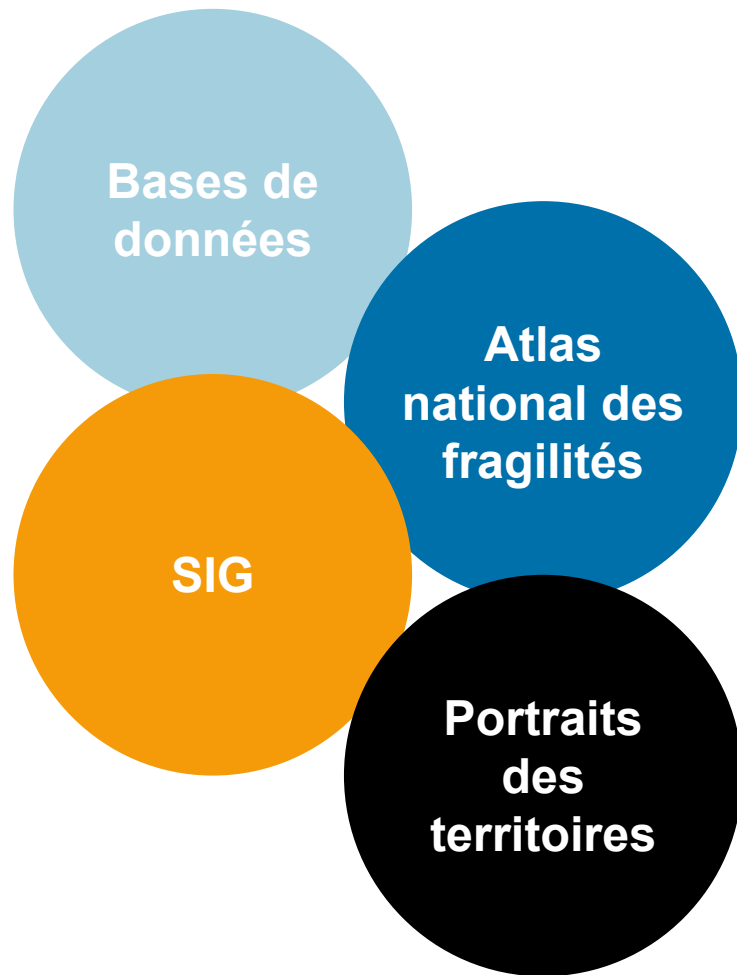 Bases de
données
Atlas
national des
fragilités
SIG
Portraits
des
territoires